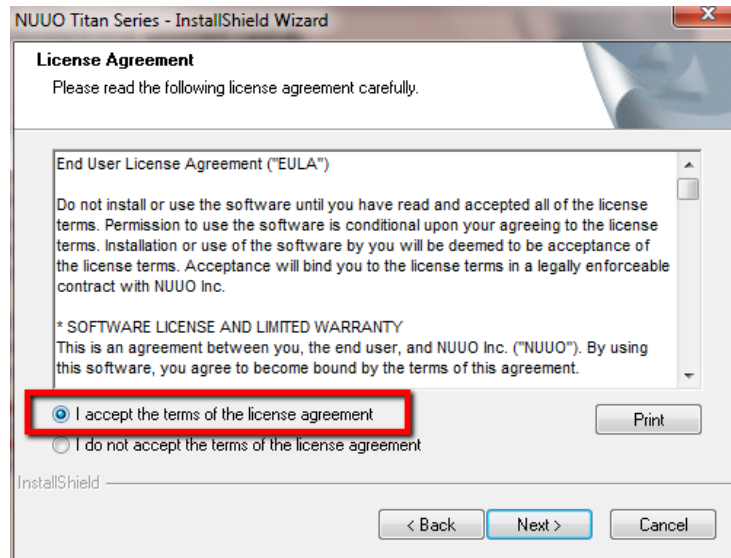 NUUO Titan Series - InstallShield Wizard
License Agreement
Please read the following license agreement carefully.
End User License Agreement ("EULA")
Do not install or use the software until you have read and accepted all of the license
terms. Permission to use the software is conditional upon your agreeing to the license
terms. Installation or use of the software by you will be deemed to be acceptance of
the license terms. Acceptance will bind you to the license terms in a legally enforceable
contract with NUUO Inc.
* SOFTWARE LICENSE AND LIMITED WARRANTY
This is an agreement between you, the end user, and NUUO Inc. ("NUUO"). By using
this software, you agree to become bound by the terms of this agreement.
I accept the terms of the license agreement
Print
I do not accept the terms of the license agreement
InstallShield
< Back Next > Cancel